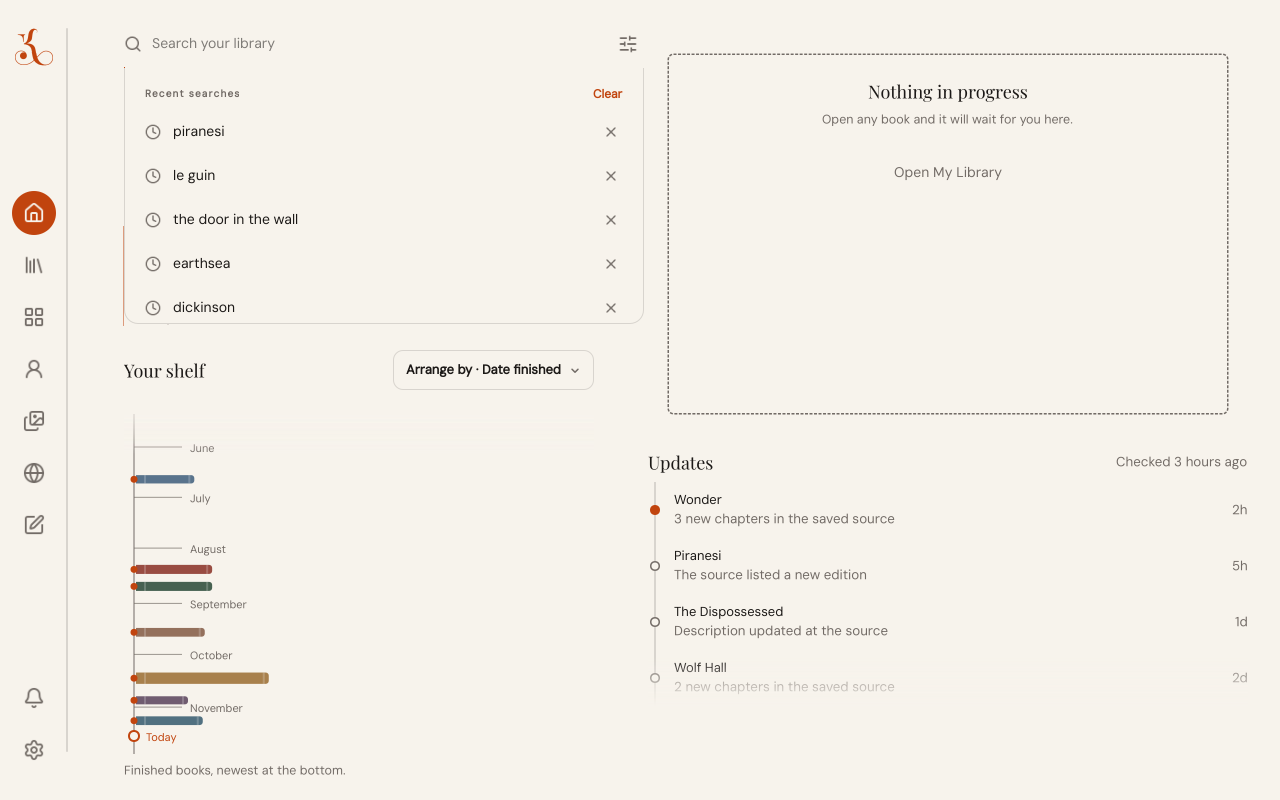 Search your library
Recent searches
Clear
piranesi
le guin
the door in the wall
earthsea
dickinson
Nothing in progress
Open any book and it will wait for you here.
Open My Library
Your shelf
Arrange by · Date finished
June
July
August
September
October
November
Today
Finished books, newest at the bottom.
Updates
Checked 3 hours ago
Wonder
3 new chapters in the saved source
2h
Piranesi
The source listed a new edition
5h
The Dispossessed
Description updated at the source
1d
Wolf Hall
2 new chapters in the saved source
2d